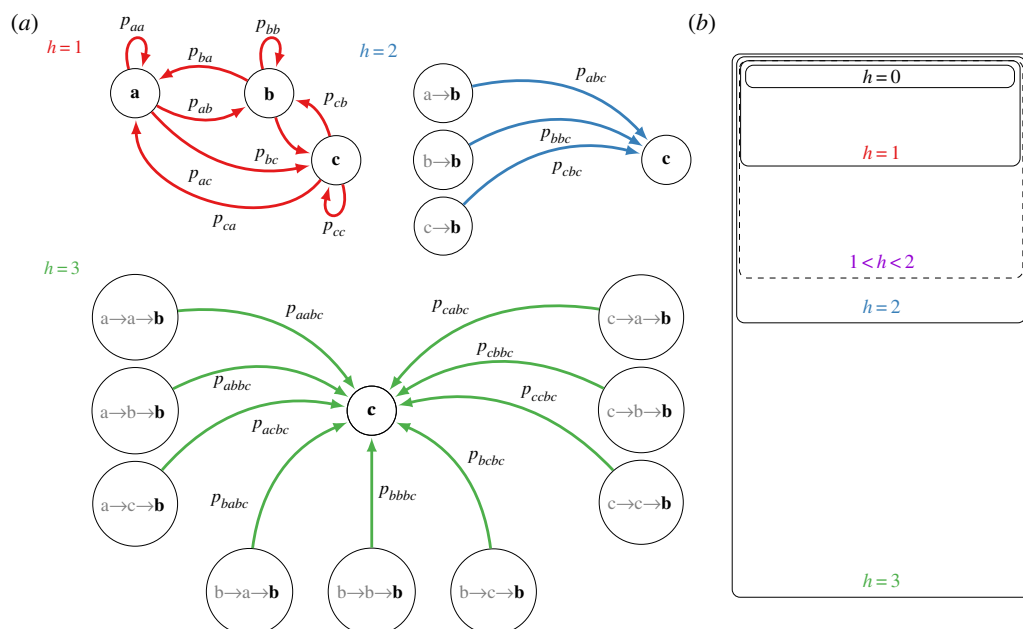 (a)
h = 1
p_aa
p_ba
p_bb
a
b
p_ab
p_cb
p_bc
c
p_ac
p_ca
p_cc
h = 2
a→b
b→b
c→b
p_abc
p_bbc
p_cbc
c
h = 3
a→a→b
p_aabc
p_cabc
c→a→b
a→b→b
p_abbc
p_cbbc
c→b→b
c
a→c→b
p_acbc
p_ccbc
c→c→b
p_babc
p_bbbc
p_bcbc
b→a→b
b→b→b
b→c→b
(b)
h = 0
h = 1
1 < h < 2
h = 2
h = 3